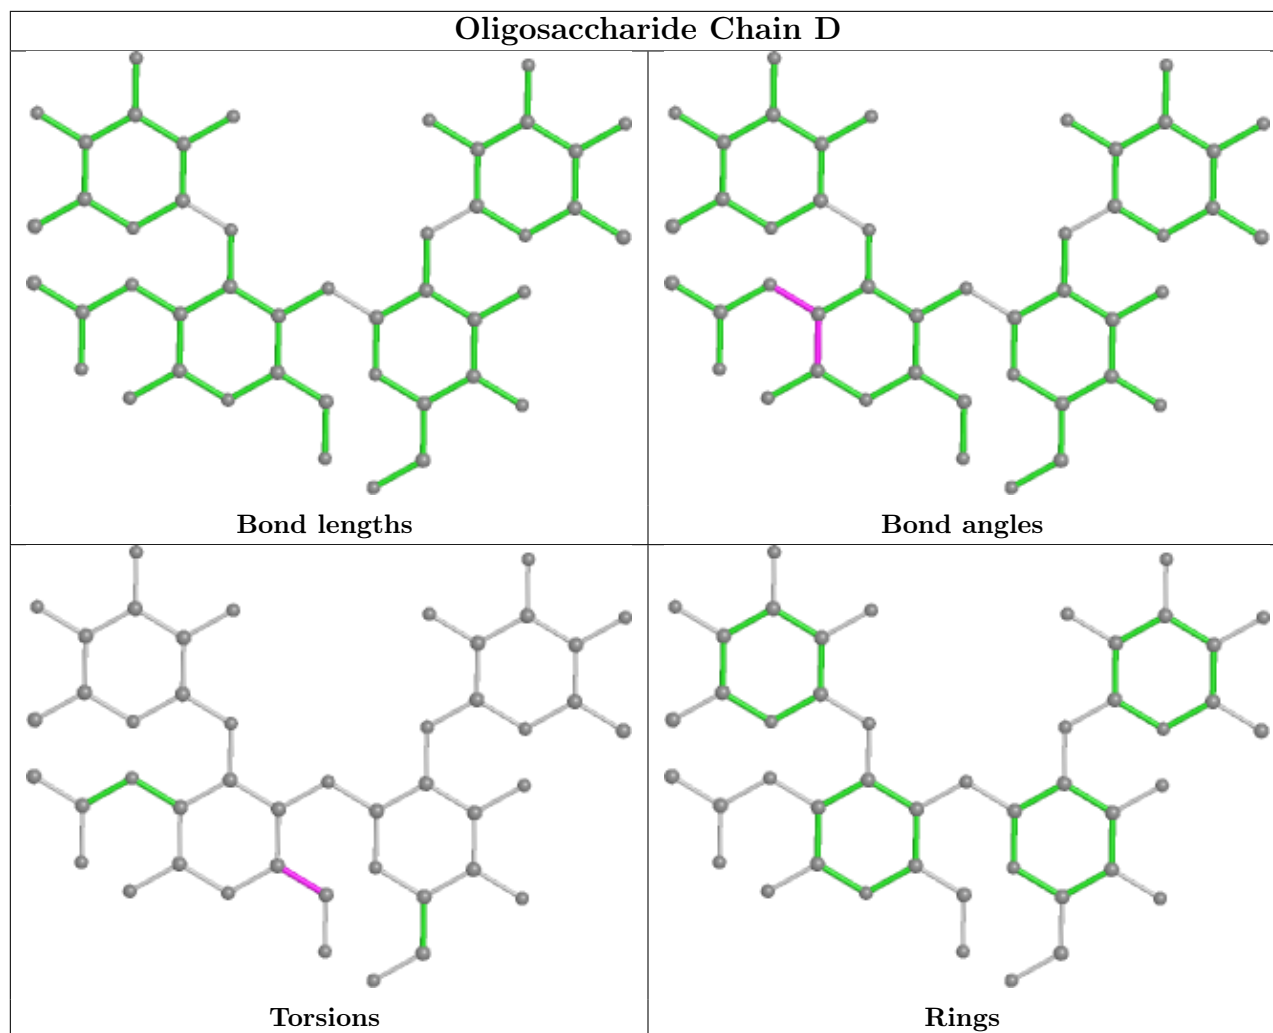 Oligosaccharide Chain D
Bond lengths
Bond angles
Torsions
Rings